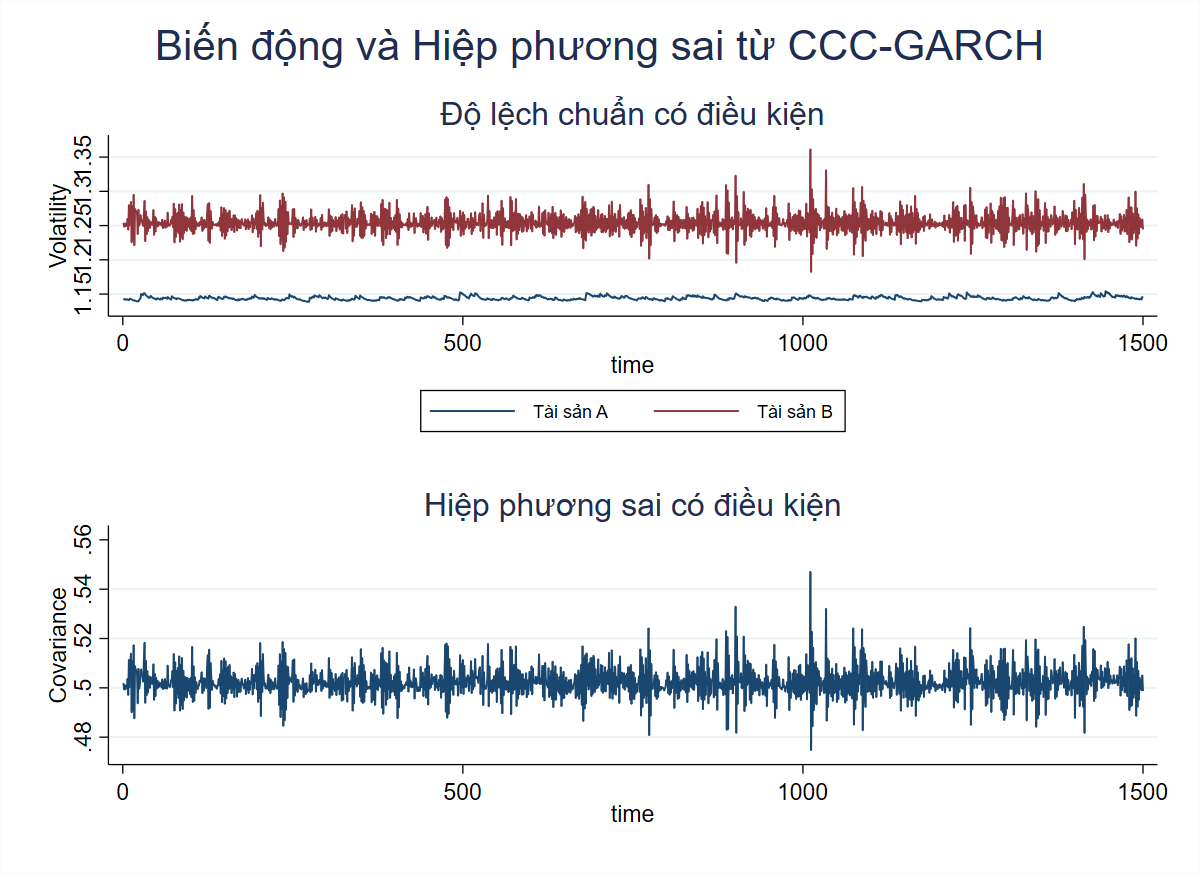 Biến động và Hiệp phương sai từ CCC-GARCH
Độ lệch chuẩn có điều kiện
Volatility
1.15 1.2 1.25 1.3 1.35
0 500 1000 1500
time
Tài sản A Tài sản B
Hiệp phương sai có điều kiện
Covariance
.48 .5 .52 .54 .56
0 500 1000 1500
time